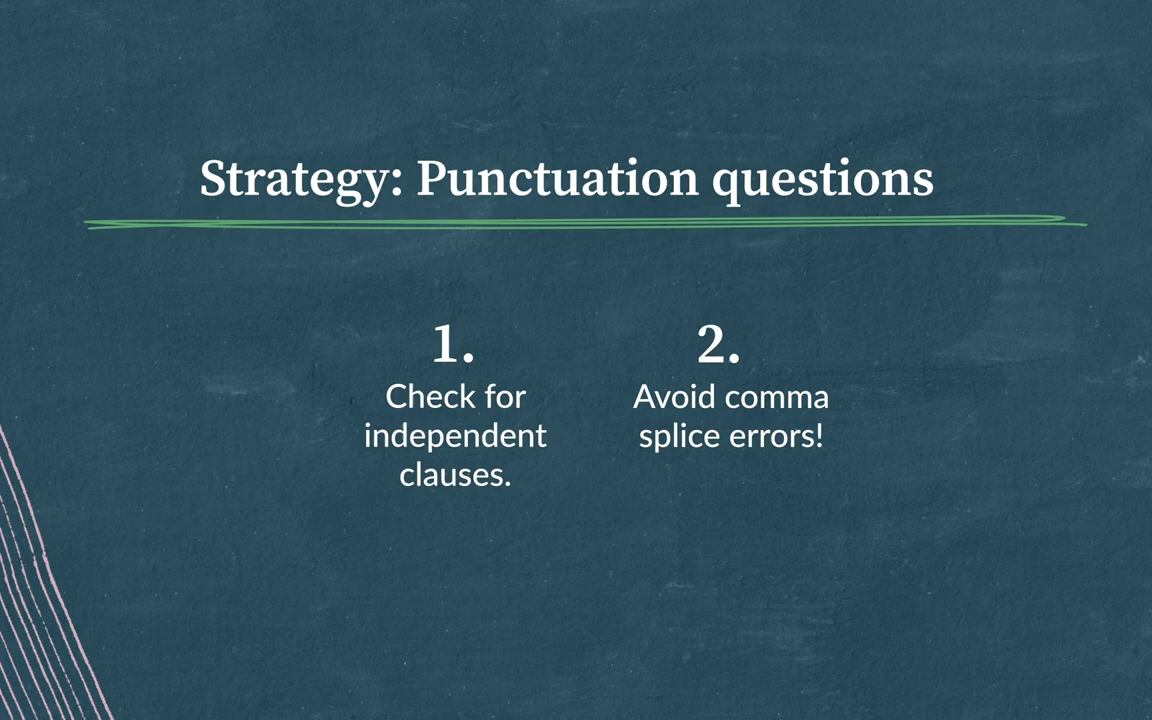 Strategy: Punctuation questions
1.
Check for
independent
clauses.
2.
Avoid comma
splice errors!